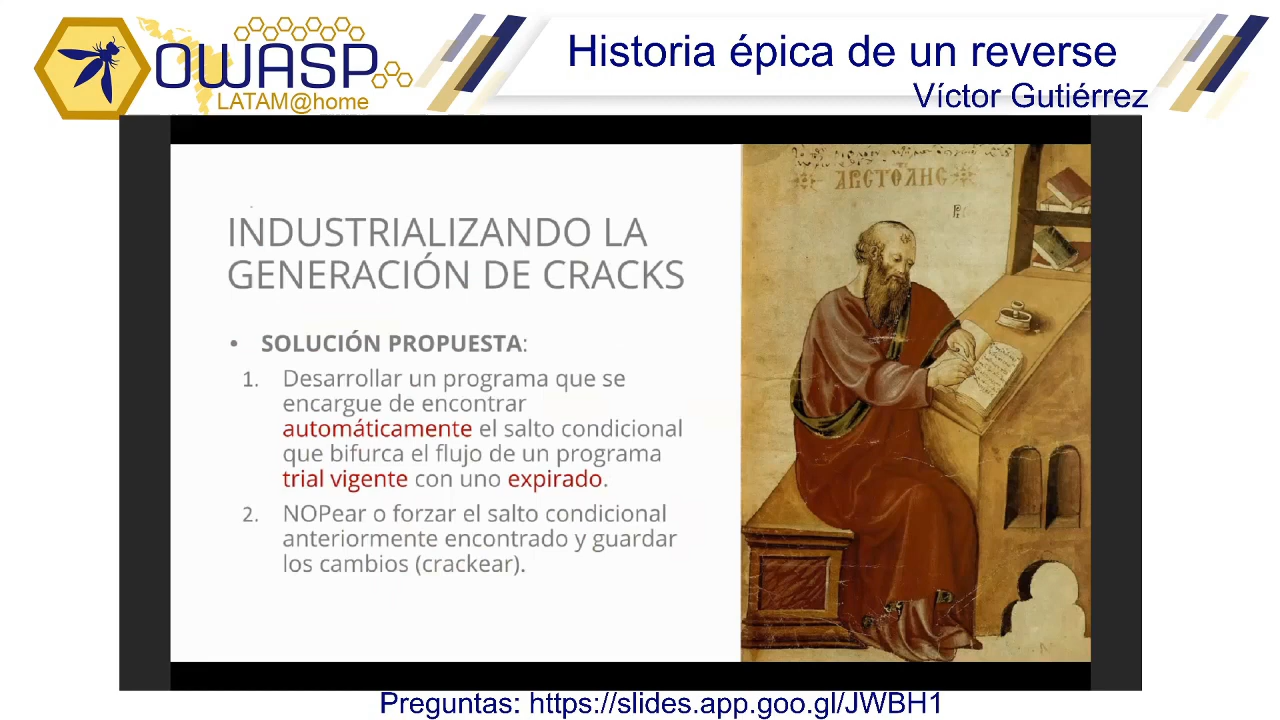 OWASP
LATAM@home
Historia épica de un reverse
Víctor Gutiérrez
INDUSTRIALIZANDO LA
GENERACIÓN DE CRACKS
• SOLUCIÓN PROPUESTA:
1. Desarrollar un programa que se
encargue de encontrar
automáticamente el salto condicional
que bifurca el flujo de un programa
trial vigente con uno expirado.
2. NOPear o forzar el salto condicional
anteriormente encontrado y guardar
los cambios (crackear).
Preguntas: https://slides.app.goo.gl/JWBH1